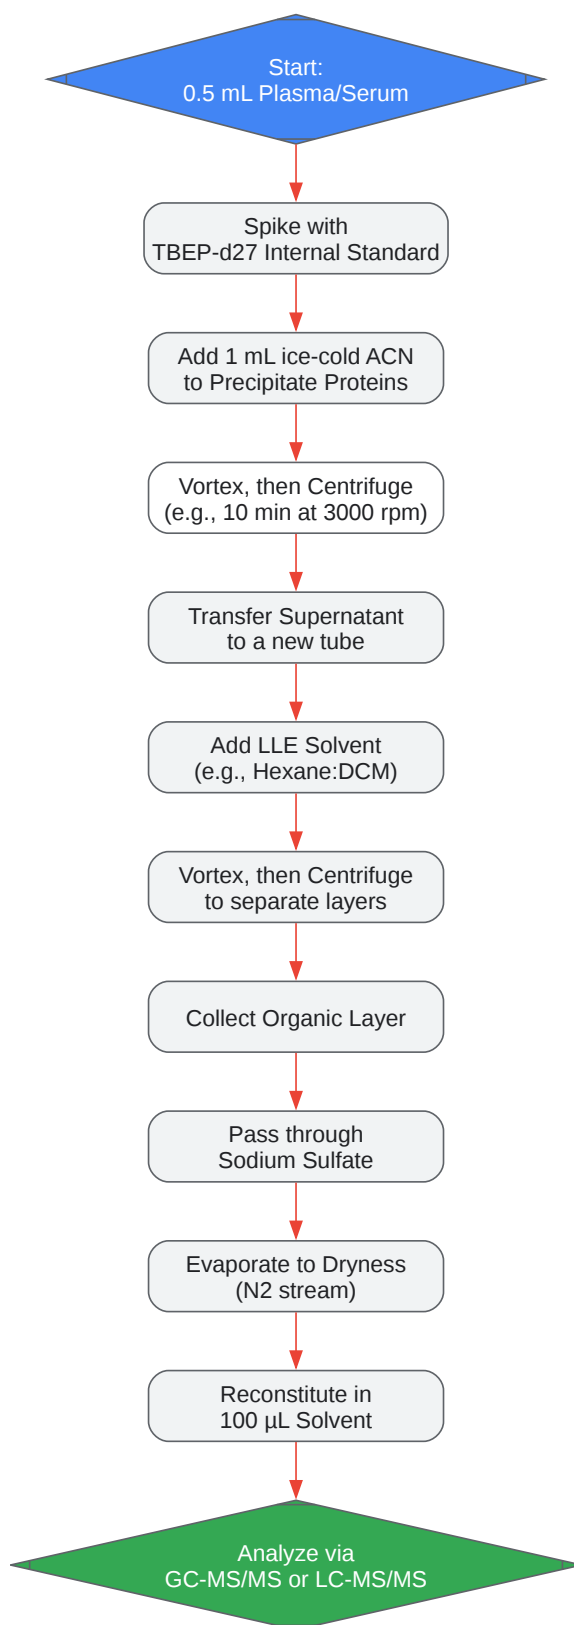 Start:
0.5 mL Plasma/Serum
Spike with
TBEP-d27 Internal Standard
Add 1 mL ice-cold ACN
to Precipitate Proteins
Vortex, then Centrifuge
(e.g., 10 min at 3000 rpm)
Transfer Supernatant
to a new tube
Add LLE Solvent
(e.g., Hexane:DCM)
Vortex, then Centrifuge
to separate layers
Collect Organic Layer
Pass through
Sodium Sulfate
Evaporate to Dryness
(N2 stream)
Reconstitute in
100 µL Solvent
Analyze via
GC-MS/MS or LC-MS/MS